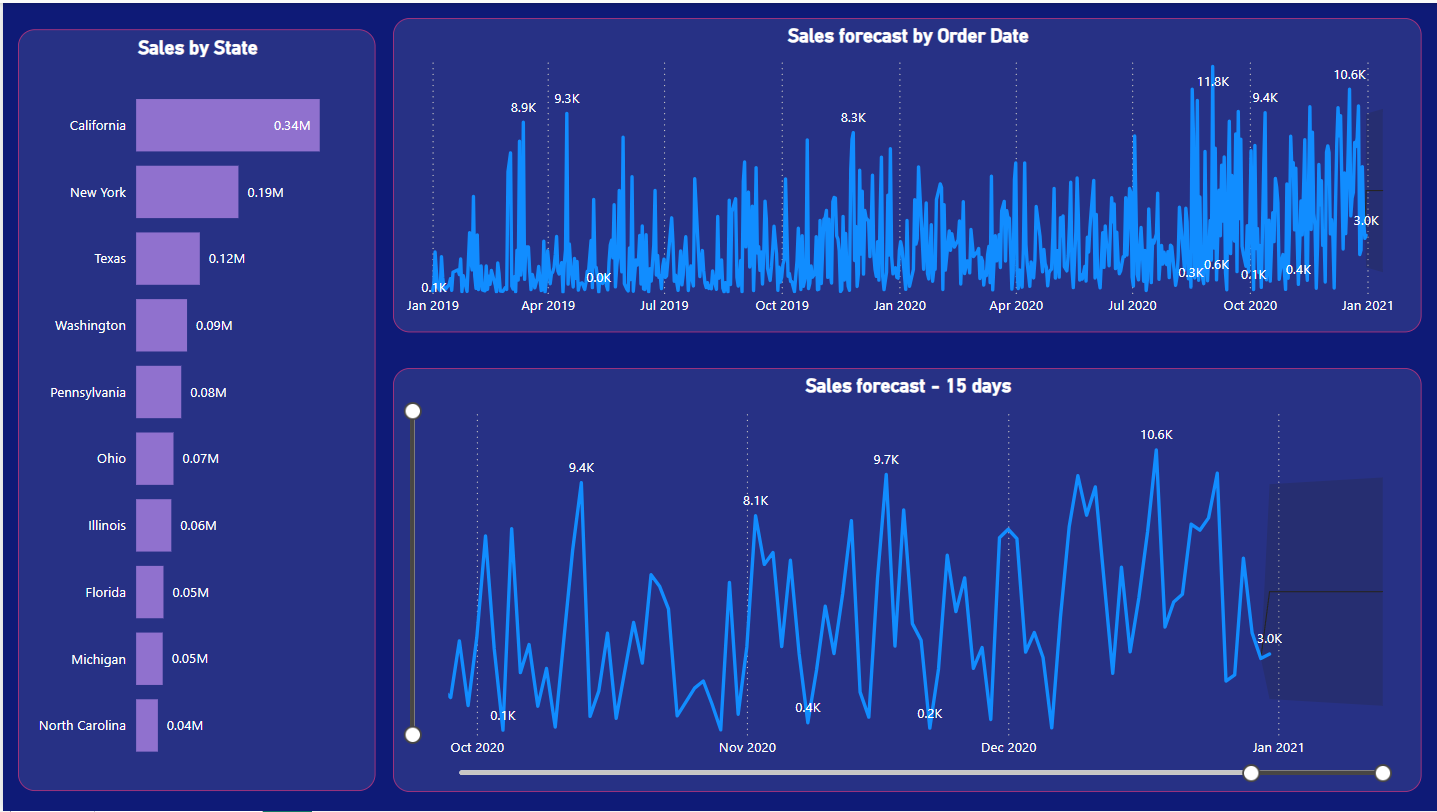 Sales by State
California 0.34M
New York 0.19M
Texas 0.12M
Washington 0.09M
Pennsylvania 0.08M
Ohio 0.07M
Illinois 0.06M
Florida 0.05M
Michigan 0.05M
North Carolina 0.04M
Sales forecast by Order Date
11.8K 10.6K
8.9K 9.3K 8.3K 9.4K
3.0K
0.1K 0.0K 0.3K 0.6K 0.1K 0.4K
Jan 2019 Apr 2019 Jul 2019 Oct 2019 Jan 2020 Apr 2020 Jul 2020 Oct 2020 Jan 2021
Sales forecast - 15 days
10.6K
9.4K 9.7K
8.1K
3.0K
0.1K 0.4K 0.2K
Oct 2020 Nov 2020 Dec 2020 Jan 2021